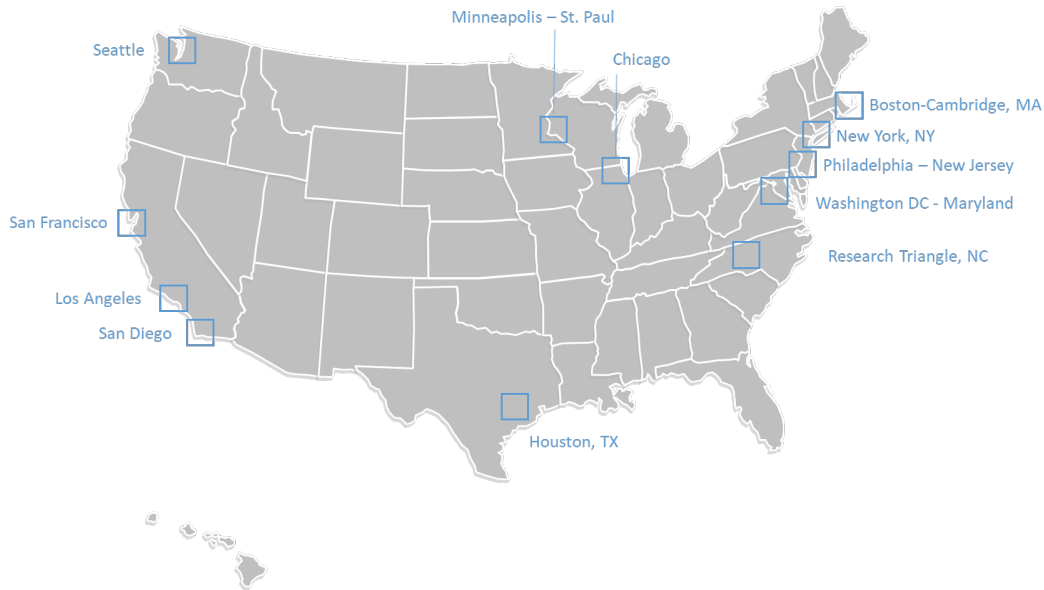 Minneapolis – St. Paul
Seattle
Chicago
Boston-Cambridge, MA
New York, NY
Philadelphia – New Jersey
Washington DC - Maryland
San Francisco
Research Triangle, NC
Los Angeles
San Diego
Houston, TX